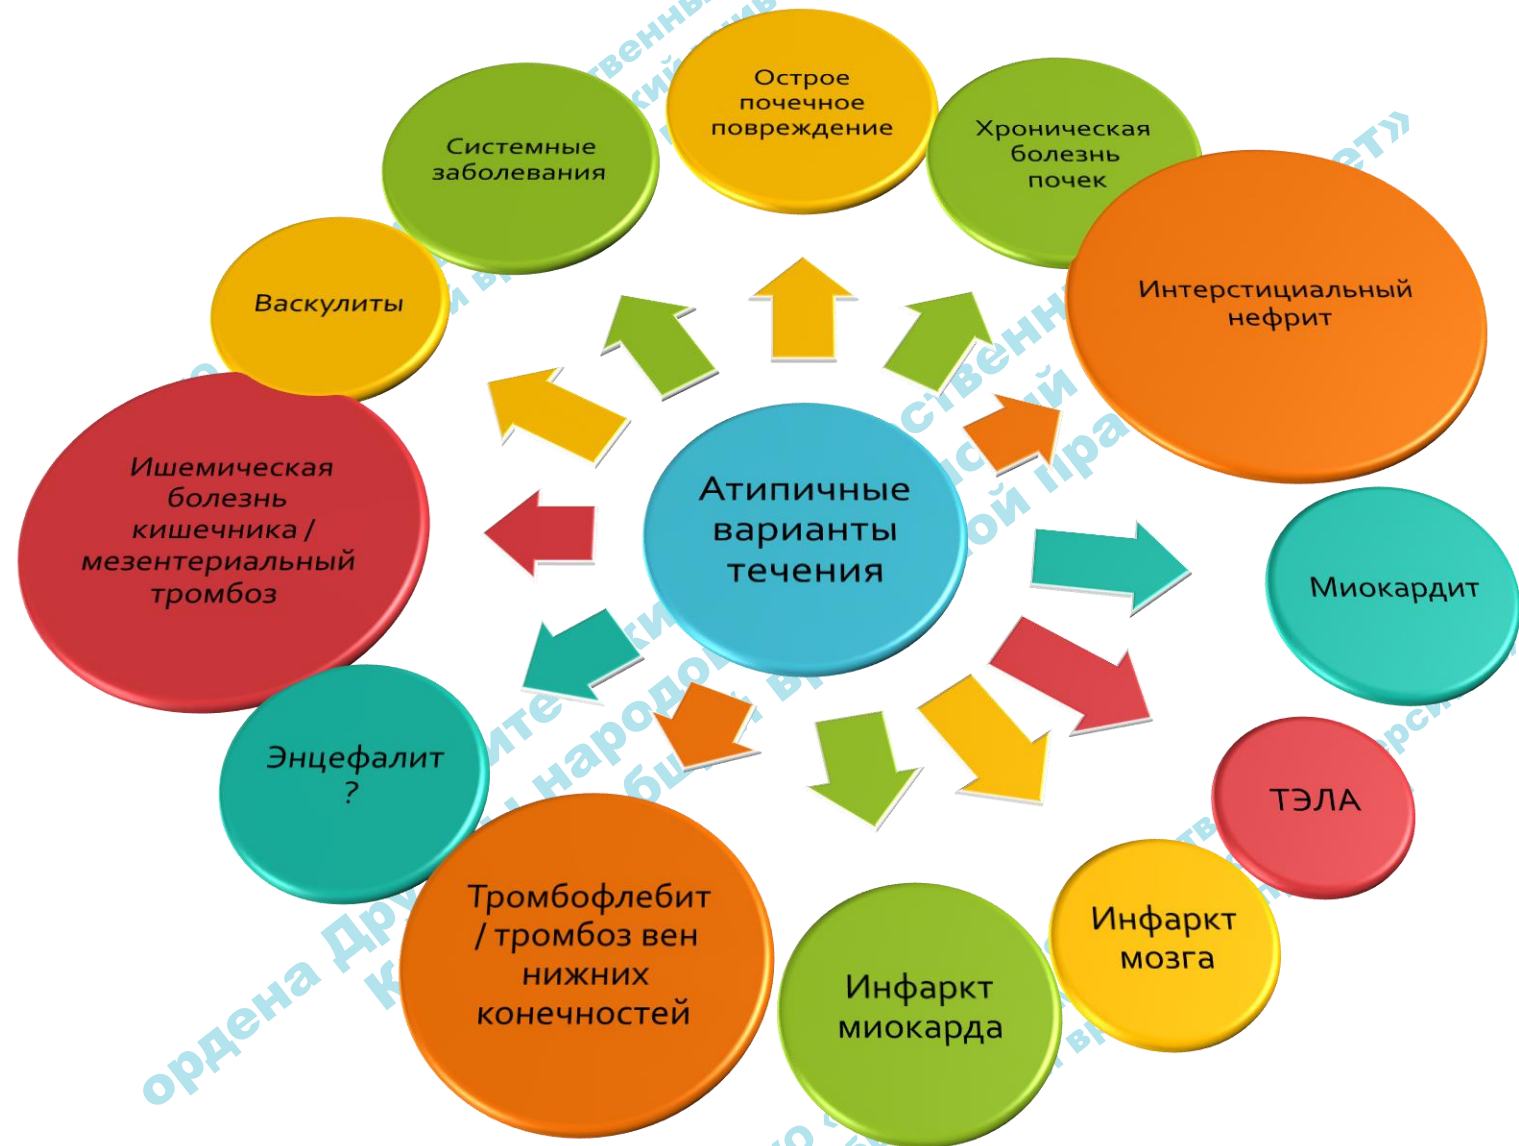 Острое
почечное
повреждение
Хроническая
болезнь
почек
Интерстициальный
нефрит
Миокардит
ТЭЛА
Инфаркт
мозга
Инфаркт
миокарда
Тромбофлебит
/ тромбоз вен
нижних
конечностей
Энцефалит
?
Ишемическая
болезнь
кишечника /
мезентериальный
тромбоз
Васкулиты
Системные
заболевания
Атипичные
варианты
течения
ордена